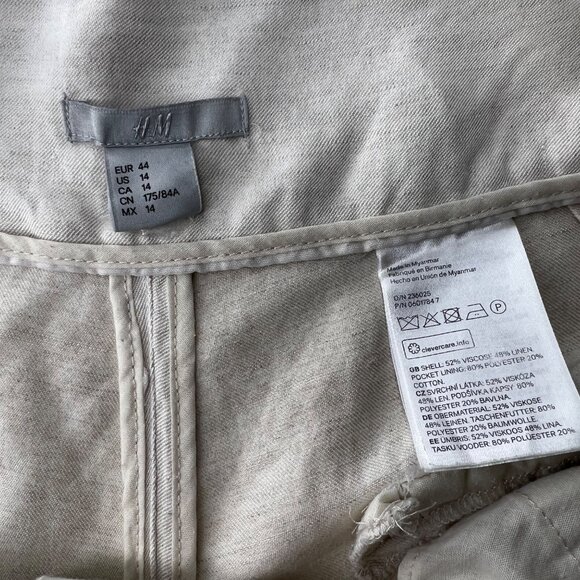 H&M
EUR 44
US 14
CA 14
CN 175/84A
MX 14
Made in Myanmar
Fabriqué en Birmanie
Hecho en Unión de Myanmar
O/N 236025
P/N 0601784 7
P
clevercare.info
GB SHELL: 52% VISCOSE 48% LINEN.
POCKET LINING: 80% POLYESTER 20%
COTTON.
CZ SVRCHNÍ LÁTKA: 52% VISKÓZA
48% LEN. PODŠÍVKA KAPSY: 80%
POLYESTER 20% BAVLNA.
DE OBERMATERIAL: 52% VISKOSE
48% LEINEN. TASCHENFUTTER: 80%
POLYESTER 20% BAUMWOLLE.
EE ÜMBRIS: 52% VISKOOS 48% LINA.
TASKU VOODER: 80% POLÜESTER 20%